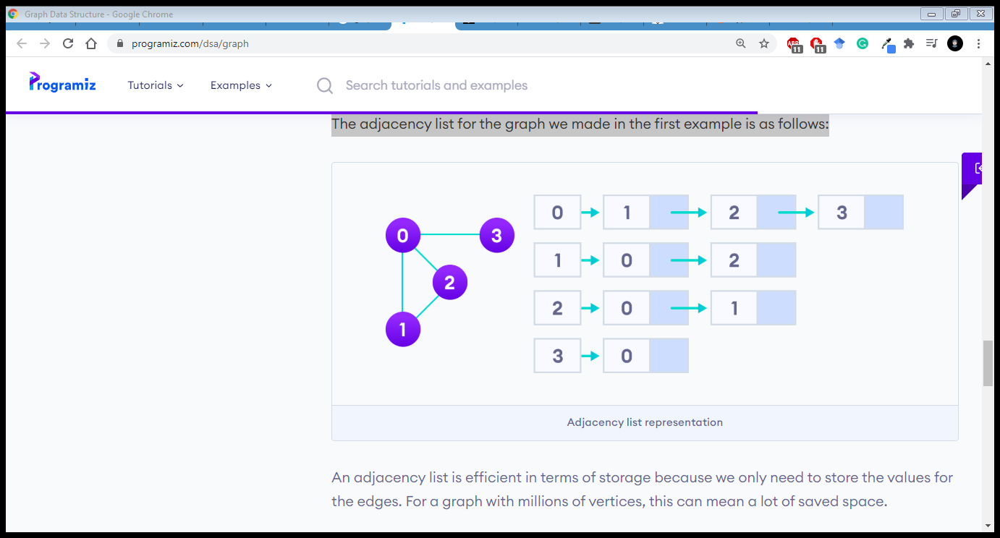 Graph Data Structure - Google Chrome
programiz.com/dsa/graph
ABP
11
11
G
Programiz
Tutorials
Examples
Search tutorials and examples
The adjacency list for the graph we made in the first example is as follows:
0 1 2 3
0 3
1 0 2
2
2 0 1
1
3 0
Adjacency list representation
An adjacency list is efficient in terms of storage because we only need to store the values for
the edges. For a graph with millions of vertices, this can mean a lot of saved space.